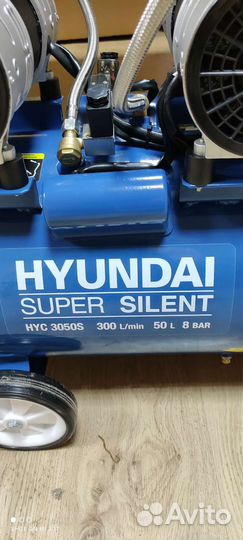 HYUNDAI
SUPER SILENT
HYC 3050S 300 L/min 50 L 8 BAR
Avito